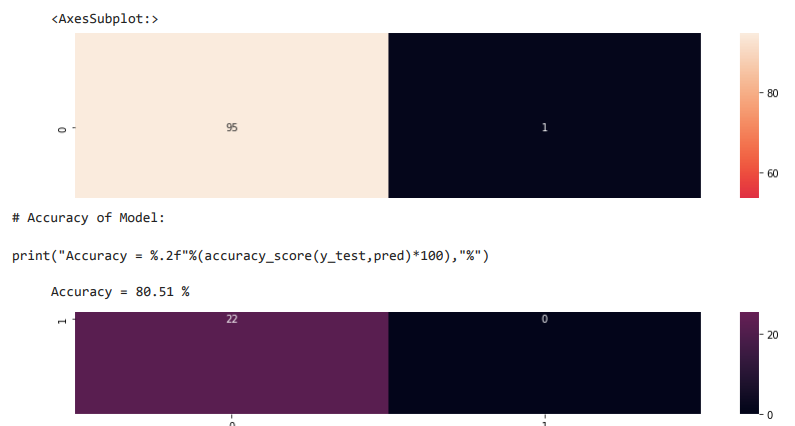 <AxesSubplot:>
80
0
95
1
60
# Accuracy of Model:
print("Accuracy = %.2f"%(accuracy_score(y_test,pred)*100),"%")
Accuracy = 80.51 %
1
22
0
20
0